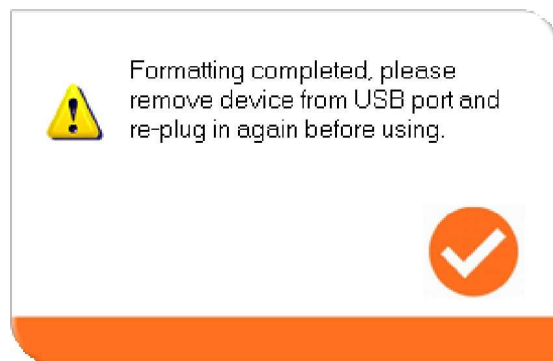 Formatting completed, please
remove device from USB port and
re-plug in again before using.